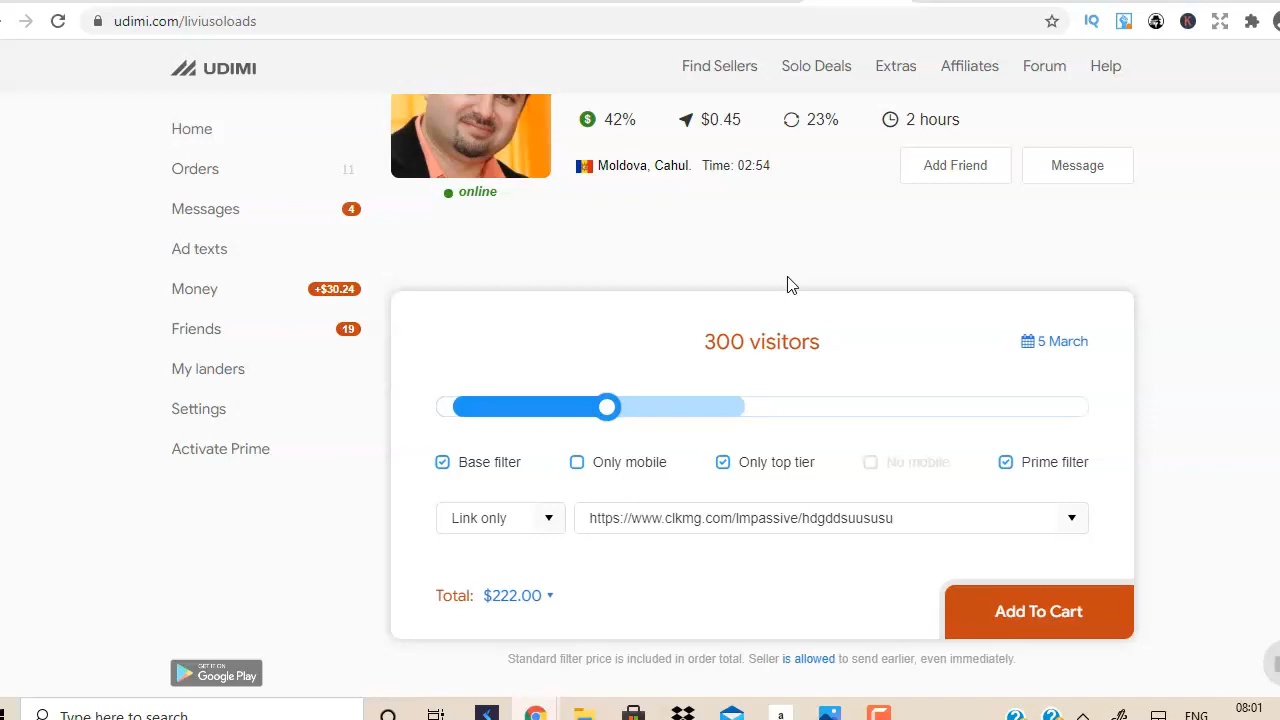 udimi.com/liviusoloads
UDIMI
Find Sellers
Solo Deals
Extras
Affiliates
Forum
Help
42%
$0.45
23%
2 hours
Moldova, Cahul. Time: 02:54
Add Friend
Message
online
Home
Orders 11
Messages 4
Ad texts
Money +$30.24
Friends 19
My landers
Settings
Activate Prime
300 visitors
5 March
Base filter
Only mobile
Only top tier
No mobile
Prime filter
Link only
https://www.clkmg.com/Impassive/hdgddsuususu
Total: $222.00
Add To Cart
Standard filter price is included in order total. Seller is allowed to send earlier, even immediately.
GET IT ON
Google Play
Type here to search
ENG
08:01